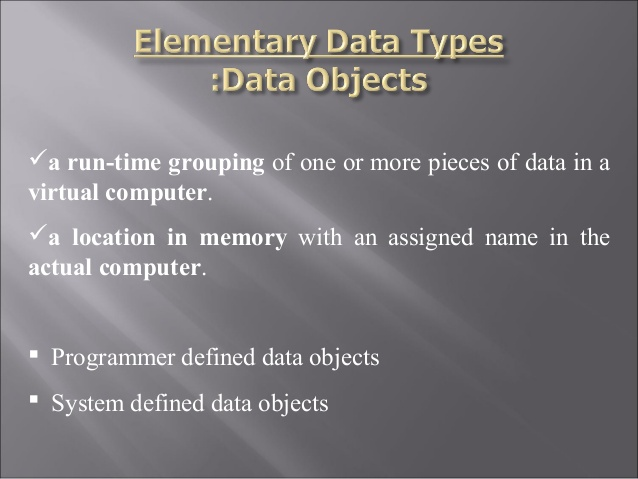 Elementary Data Types
:Data Objects
✓a run-time grouping of one or more pieces of data in a
virtual computer.
✓a location in memory with an assigned name in the
actual computer.
▪ Programmer defined data objects
▪ System defined data objects